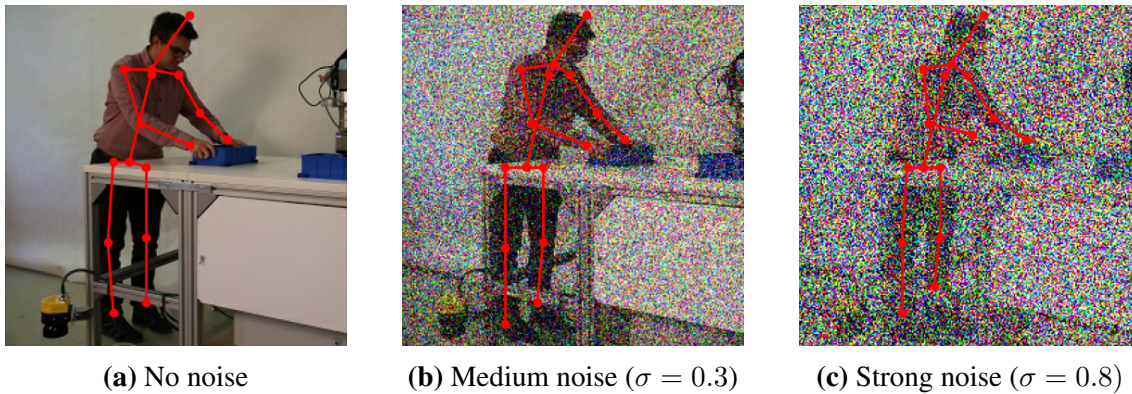 (a) No noise
(b) Medium noise (σ = 0.3)
(c) Strong noise (σ = 0.8)